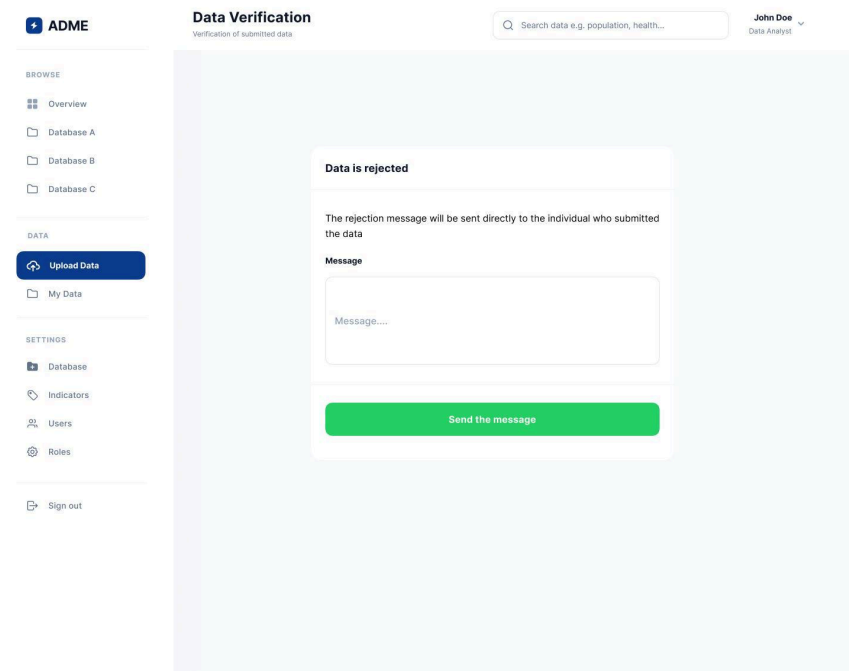 ADME
BROWSE
Overview
Database A
Database B
Database C
DATA
Upload Data
My Data
SETTINGS
Database
Indicators
Users
Roles
Sign out
Data Verification
Verification of submitted data
Search data e.g. population, health...
John Doe
Data Analyst
Data is rejected
The rejection message will be sent directly to the individual who submitted
the data
Message
Message....
Send the message